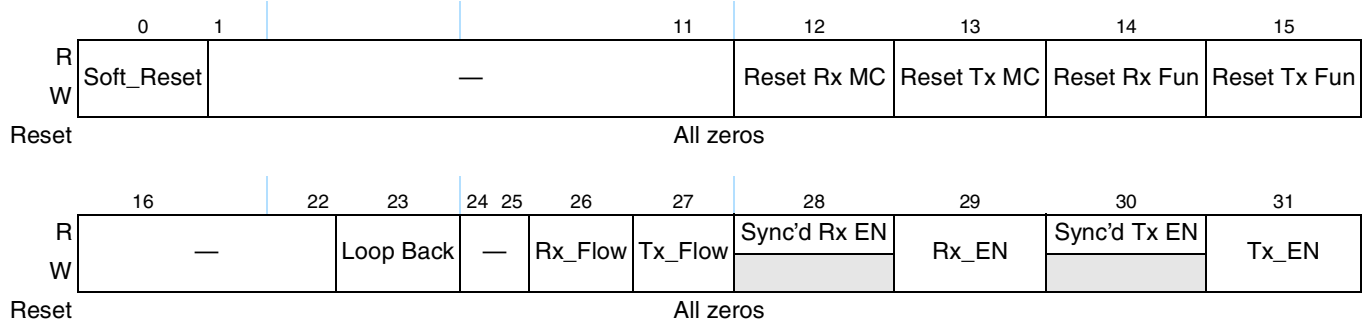 0 1 11 12 13 14 15
R
W
Soft_Reset — Reset Rx MC Reset Tx MC Reset Rx Fun Reset Tx Fun
Reset All zeros
16 22 23 24 25 26 27 28 29 30 31
R
W
— Loop Back — Rx_Flow Tx_Flow Sync'd Rx EN Rx_EN Sync'd Tx EN Tx_EN
Reset All zeros